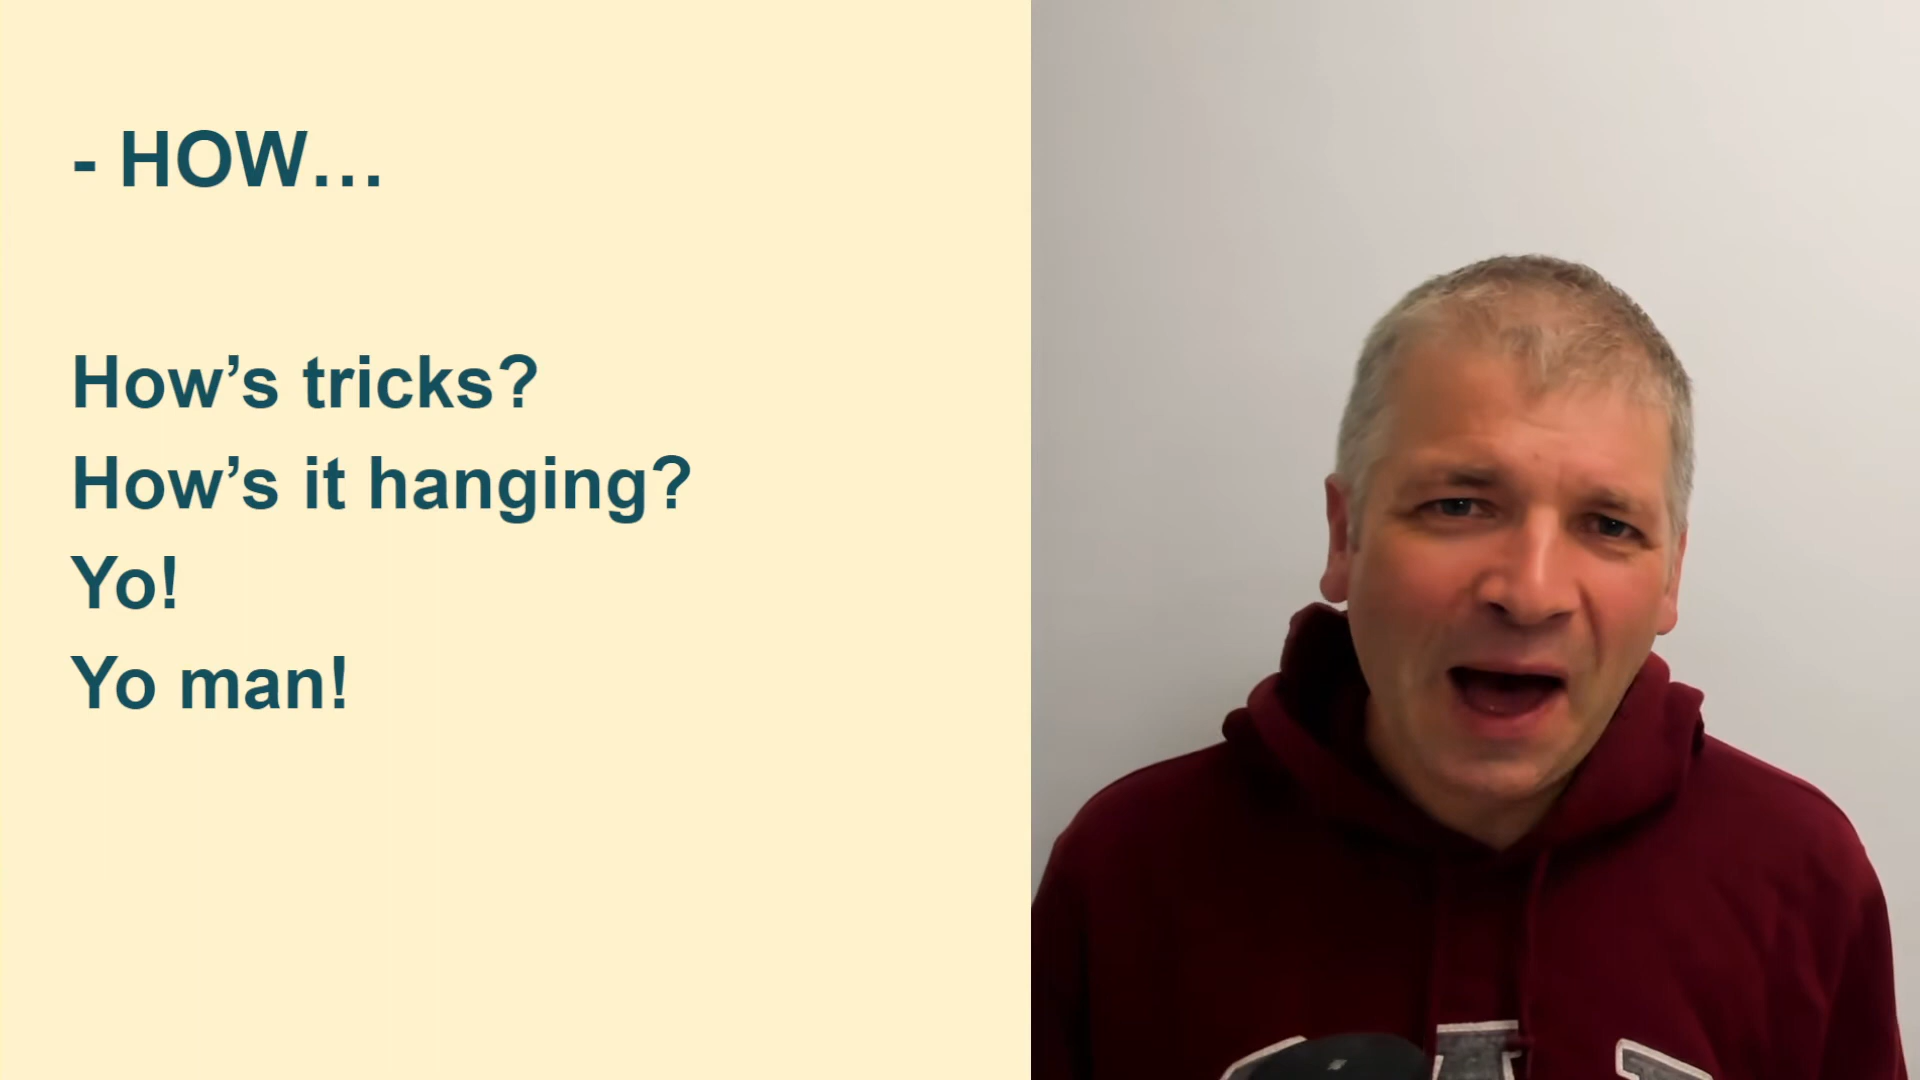 - HOW…
How’s tricks?
How’s it hanging?
Yo!
Yo man!